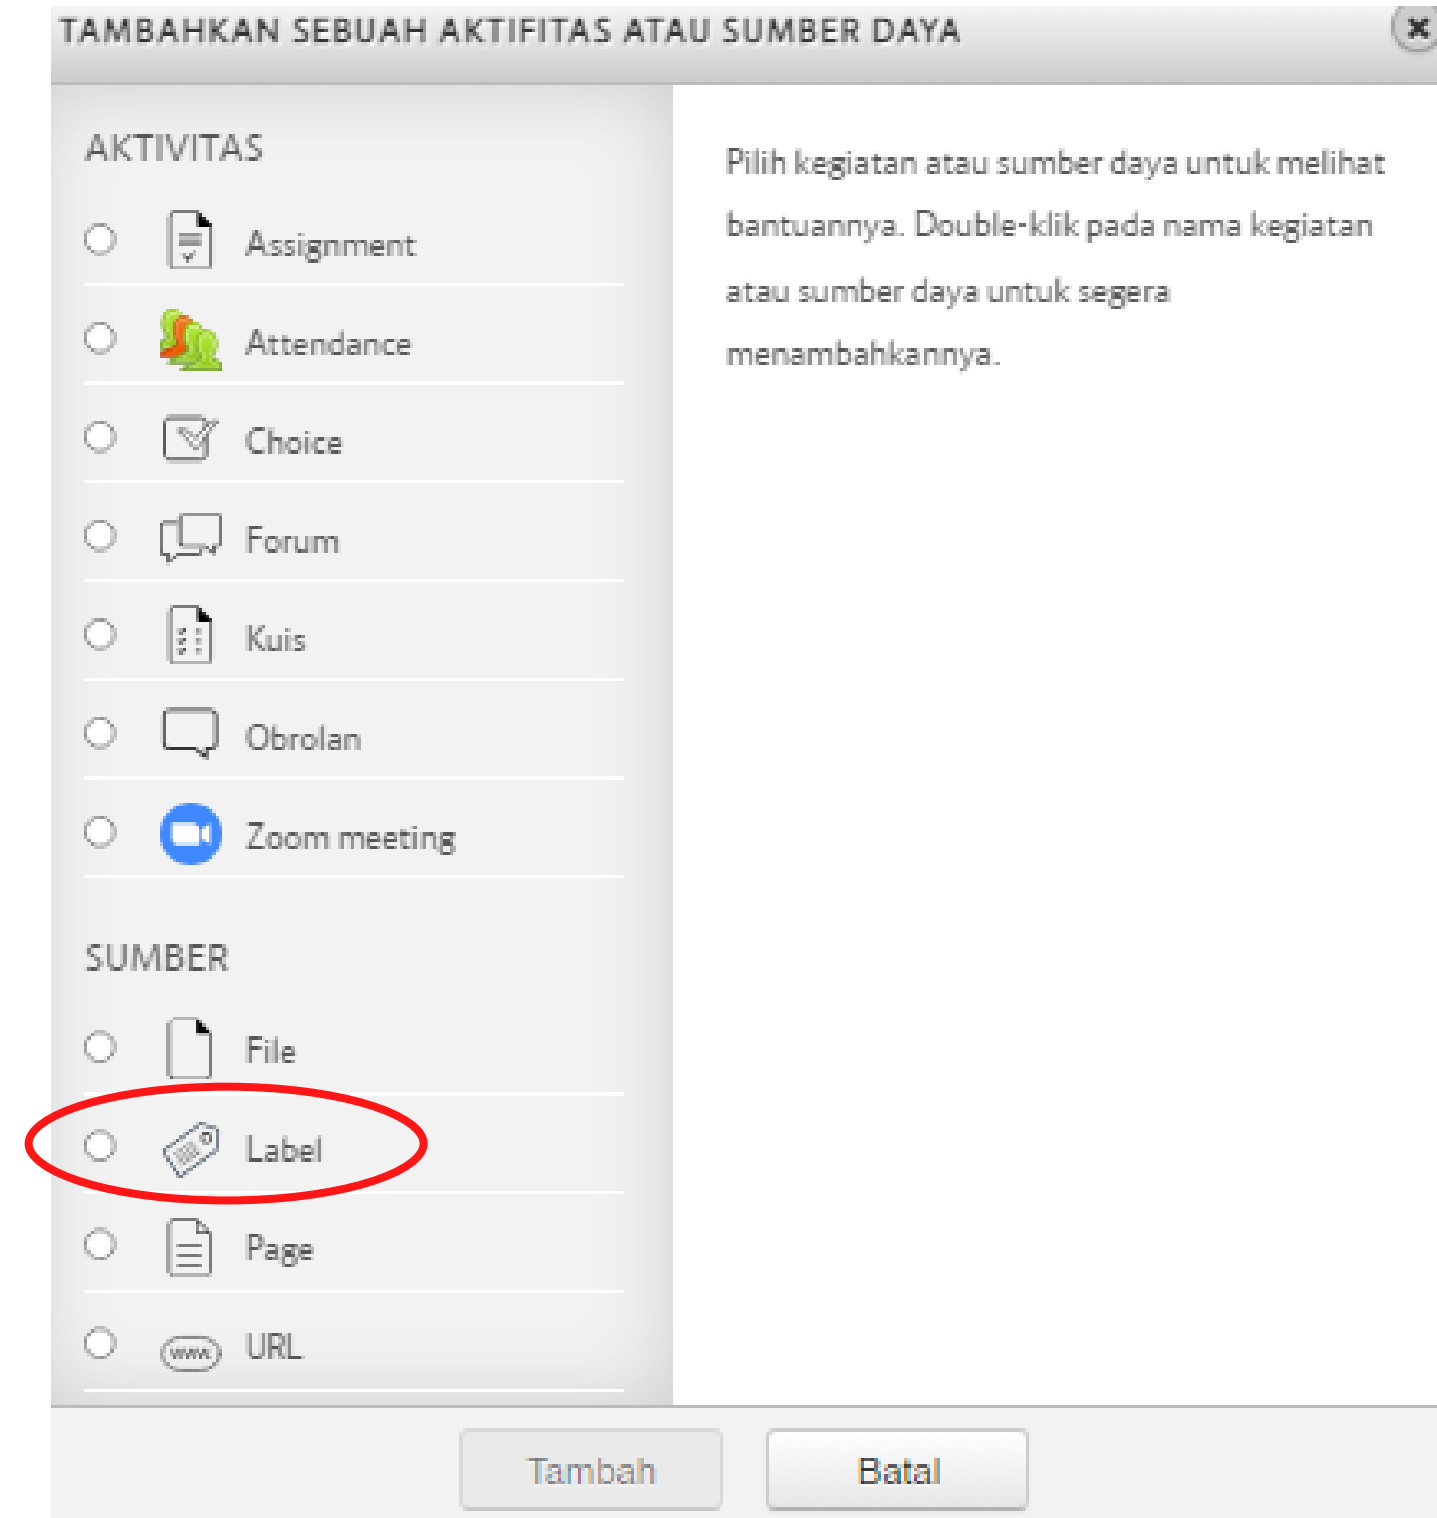 TAMBAHKAN SEBUAH AKTIFITAS ATAU SUMBER DAYA
AKTIVITAS
Assignment
Attendance
Choice
Forum
Kuis
Obrolan
Zoom meeting
SUMBER
File
Label
Page
www URL
Pilih kegiatan atau sumber daya untuk melihat
bantuannya. Double-klik pada nama kegiatan
atau sumber daya untuk segera
menambahkannya.
Tambah
Batal